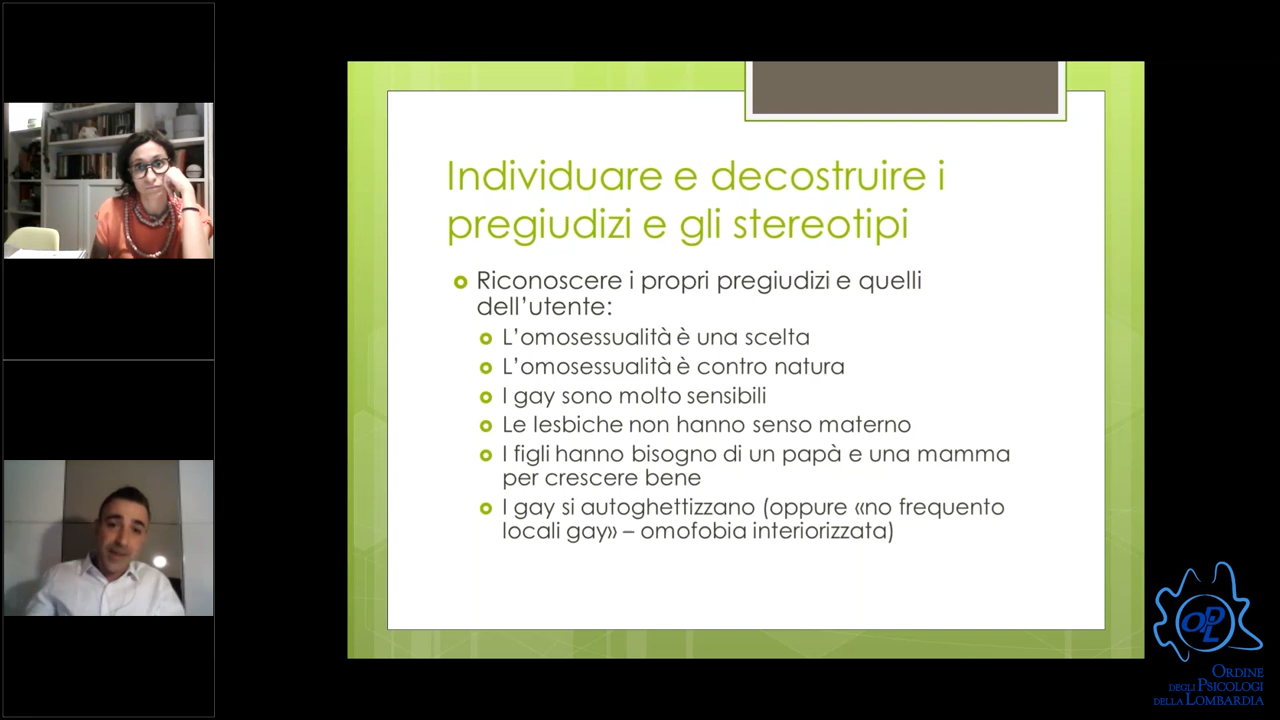 Individuare e decostruire i
pregiudizi e gli stereotipi
Riconoscere i propri pregiudizi e quelli
dell’utente:
L’omosessualità è una scelta
L’omosessualità è contro natura
I gay sono molto sensibili
Le lesbiche non hanno senso materno
I figli hanno bisogno di un papà e una mamma
per crescere bene
I gay si autoghettizzano (oppure «no frequento
locali gay» – omofobia interiorizzata)
OPL
ORDINE
DEGLI PSICOLOGI
DELLA LOMBARDIA